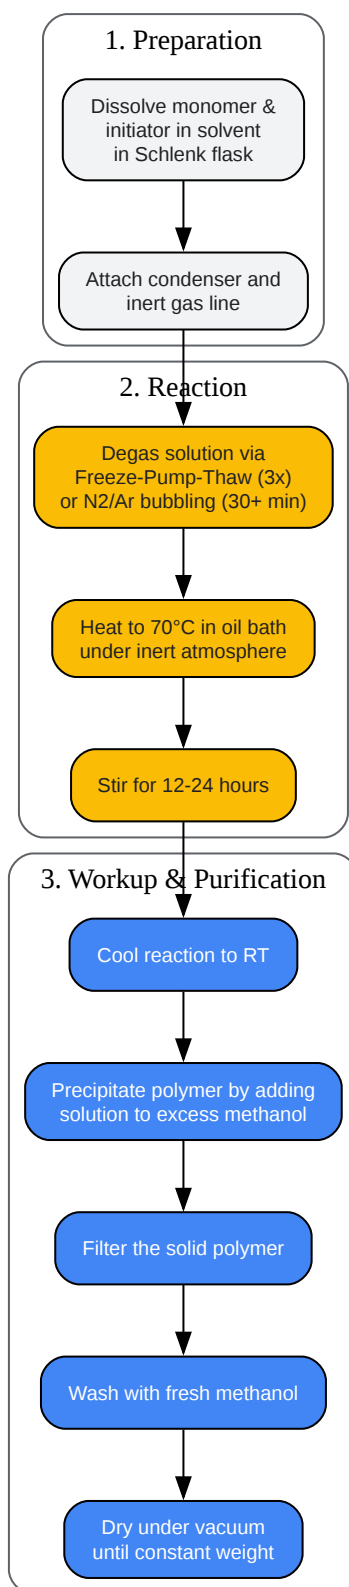 1. Preparation
Dissolve monomer &
initiator in solvent
in Schlenk flask
Attach condenser and
inert gas line
2. Reaction
Degas solution via
Freeze-Pump-Thaw (3x)
or N2/Ar bubbling (30+ min)
Heat to 70°C in oil bath
under inert atmosphere
Stir for 12-24 hours
3. Workup & Purification
Cool reaction to RT
Precipitate polymer by adding
solution to excess methanol
Filter the solid polymer
Wash with fresh methanol
Dry under vacuum
until constant weight